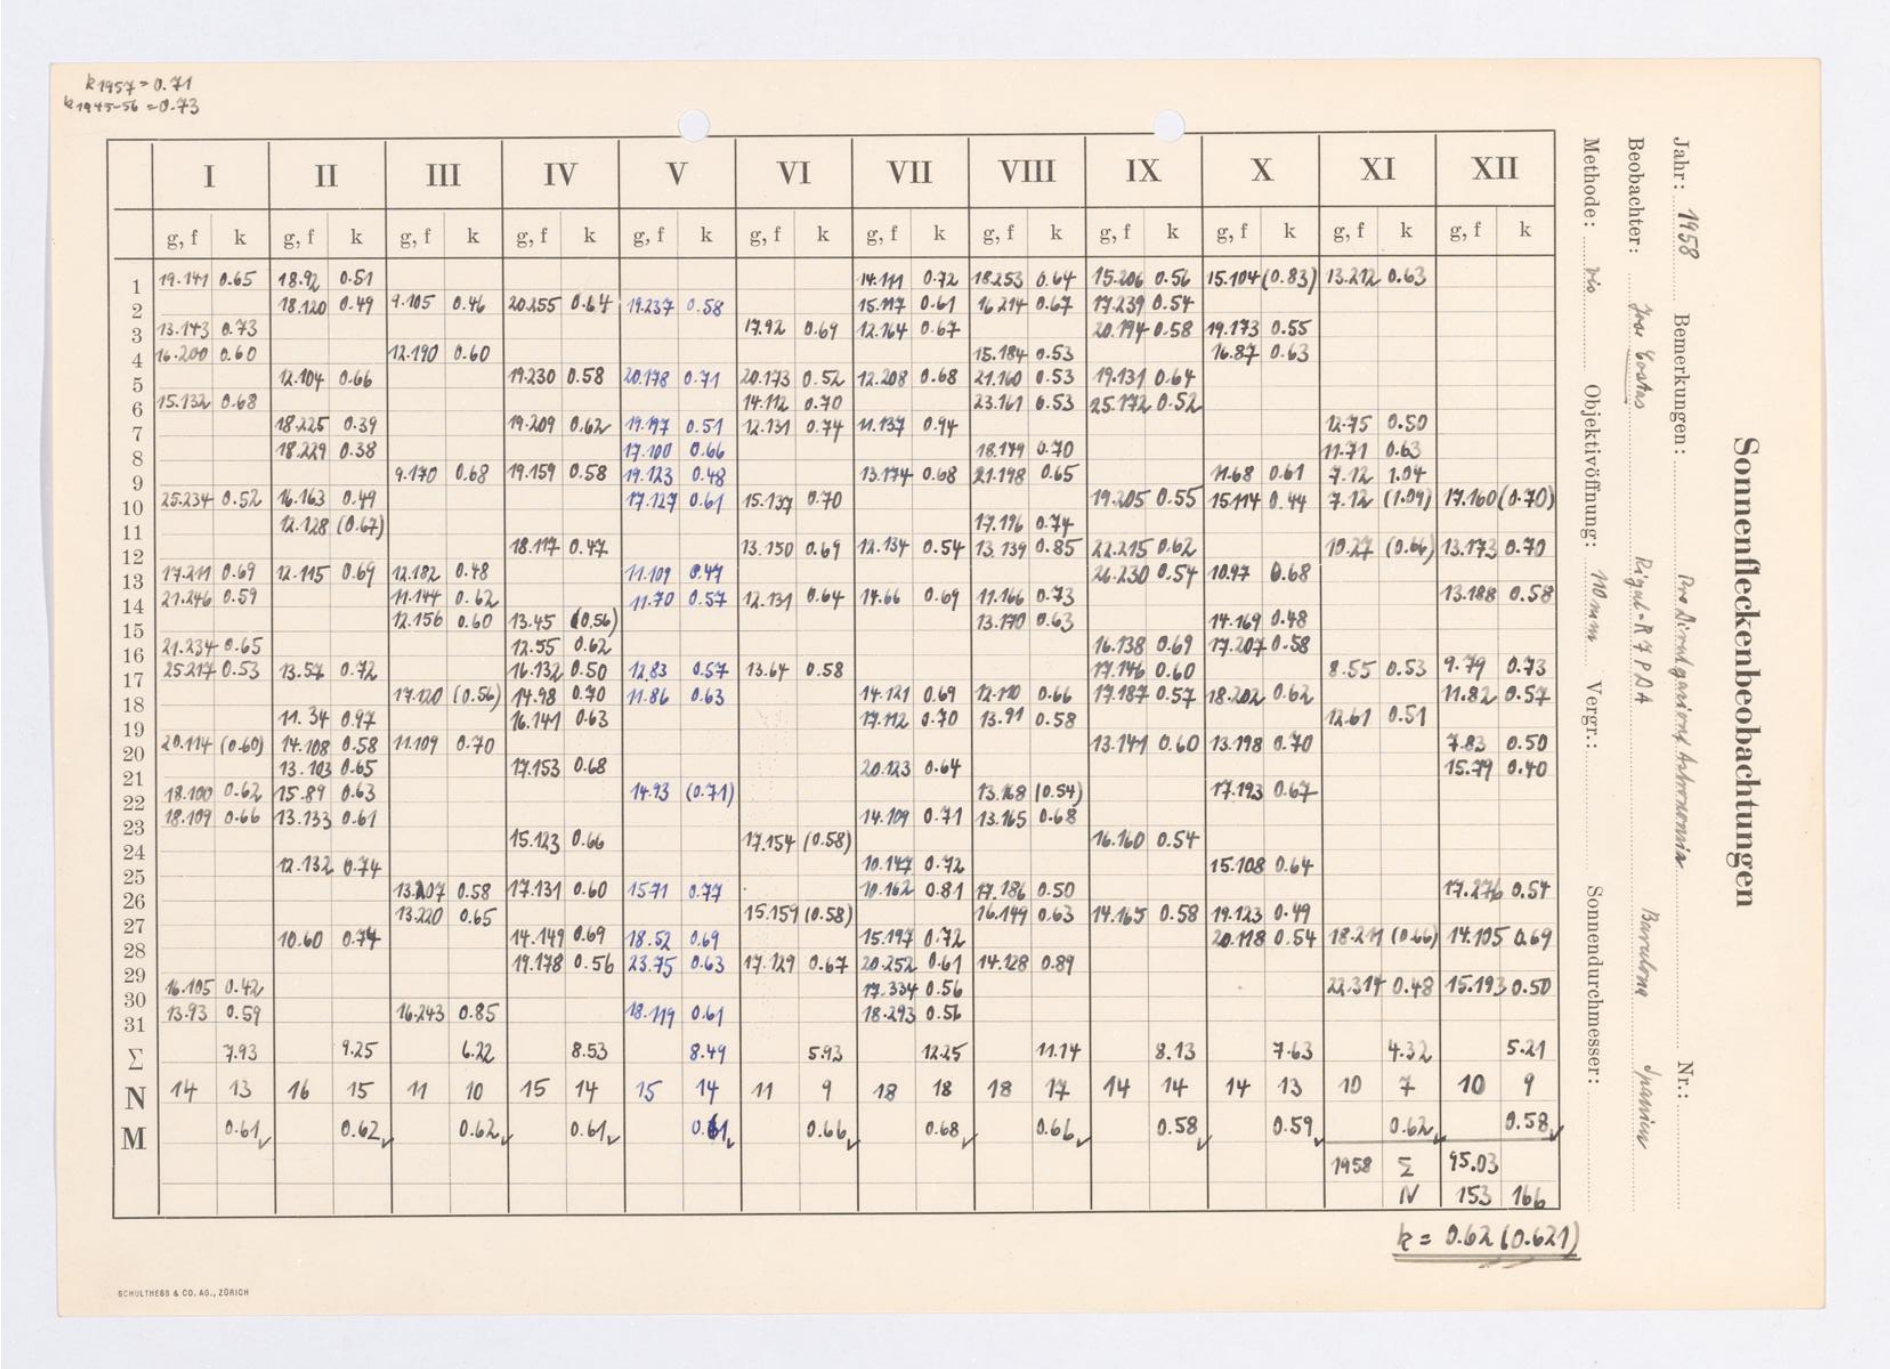 k 1957 = 0.71
k 1945-56 = 0.73
I II III IV V VI VII VIII IX X XI XII
g, f k g, f k g, f k g, f k g, f k g, f k g, f k g, f k g, f k g, f k g, f k g, f k
1 19.141 0.65 18.92 0.51 14.111 0.72 18.253 0.64 15.206 0.56 15.104 (0.83) 13.212 0.63
2 18.120 0.49 9.105 0.46 20.255 0.64 19.237 0.58 15.117 0.61 16.214 0.67 17.239 0.54
3 13.143 0.73 17.92 0.69 12.164 0.67 20.194 0.58 19.173 0.55
4 16.200 0.60 12.190 0.60 15.184 0.53 16.87 0.63
5 12.104 0.66 19.230 0.58 20.178 0.71 20.173 0.52 12.208 0.68 21.160 0.53 19.131 0.64
6 15.132 0.68 14.112 0.70 23.161 0.53 25.172 0.52
7 18.225 0.39 19.209 0.62 19.197 0.51 12.131 0.74 11.137 0.94 12.75 0.50
8 18.229 0.38 17.100 0.66 18.179 0.70 11.71 0.63
9 9.170 0.68 19.159 0.58 19.123 0.48 13.174 0.68 21.198 0.65 11.68 0.61 7.12 1.04
10 25.234 0.52 16.163 0.49 17.127 0.61 15.137 0.70 19.205 0.55 15.114 0.44 7.12 (1.09) 17.160 (0.70)
11 12.128 (0.67) 17.196 0.74
12 18.117 0.47 13.150 0.69 12.134 0.54 13.139 0.85 22.215 0.62 10.27 (0.66) 13.173 0.70
13 17.211 0.69 12.115 0.69 12.182 0.48 11.109 0.47 26.230 0.54 10.97 0.68
14 21.246 0.59 11.144 0.62 11.70 0.57 12.131 0.64 14.66 0.69 11.166 0.73 13.188 0.58
15 12.156 0.60 13.45 (0.56) 13.170 0.63 14.169 0.48
16 21.234 0.65 12.55 0.62 16.138 0.69 17.207 0.58
17 25.217 0.53 13.57 0.72 16.132 0.50 12.83 0.57 13.64 0.58 17.146 0.60 8.55 0.53 9.79 0.73
18 17.120 (0.56) 14.98 0.70 11.86 0.63 14.121 0.69 12.110 0.66 17.187 0.57 18.202 0.62 11.82 0.57
19 11.34 0.97 16.141 0.63 17.112 0.70 13.91 0.58 12.61 0.51
20 20.114 (0.60) 14.108 0.58 11.109 0.70 13.141 0.60 13.198 0.70 7.83 0.50
21 13.103 0.65 17.153 0.68 20.123 0.64 15.79 0.40
22 18.100 0.62 15.89 0.63 14.93 (0.71) 13.168 (0.54) 17.193 0.67
23 18.109 0.66 13.133 0.61 14.109 0.71 13.165 0.68
24 15.123 0.66 17.154 (0.58) 16.160 0.54
25 12.132 0.74 10.147 0.72 15.108 0.64
26 13.207 0.58 17.131 0.60 15.71 0.77 10.162 0.81 17.186 0.50 17.276 0.54
27 13.220 0.65 15.159 (0.58) 16.149 0.63 14.165 0.58 19.123 0.49
28 10.60 0.74 14.149 0.69 18.52 0.69 15.197 0.72 20.118 0.54 18.211 (0.66) 14.105 0.69
29 19.178 0.56 23.75 0.63 17.129 0.67 20.252 0.61 14.128 0.89
30 16.105 0.42 17.334 0.56 22.314 0.48 15.193 0.50
31 13.93 0.59 16.243 0.85 18.119 0.61 18.293 0.56
Σ 7.93 9.25 6.22 8.53 8.49 5.93 12.25 11.14 8.13 7.63 4.32 5.21
N 14 13 16 15 11 10 15 14 15 14 11 9 18 18 18 17 14 14 14 13 10 7 10 9
M 0.61 0.62 0.62 0.61 0.61 0.66 0.68 0.66 0.58 0.59 0.62 0.58
1958 Σ 95.03
N 153 166
k = 0.62 (0.621)
SCHULTHESS & CO. AG., ZÜRICH
Sonnenfleckenbeobachtungen
Jahr: 1958 Bemerkungen: Nr.:
Beobachter: Barcelona Spanien
Methode: vis Objektivöffnung: 110 mm Vergr.: Sonnendurchmesser: